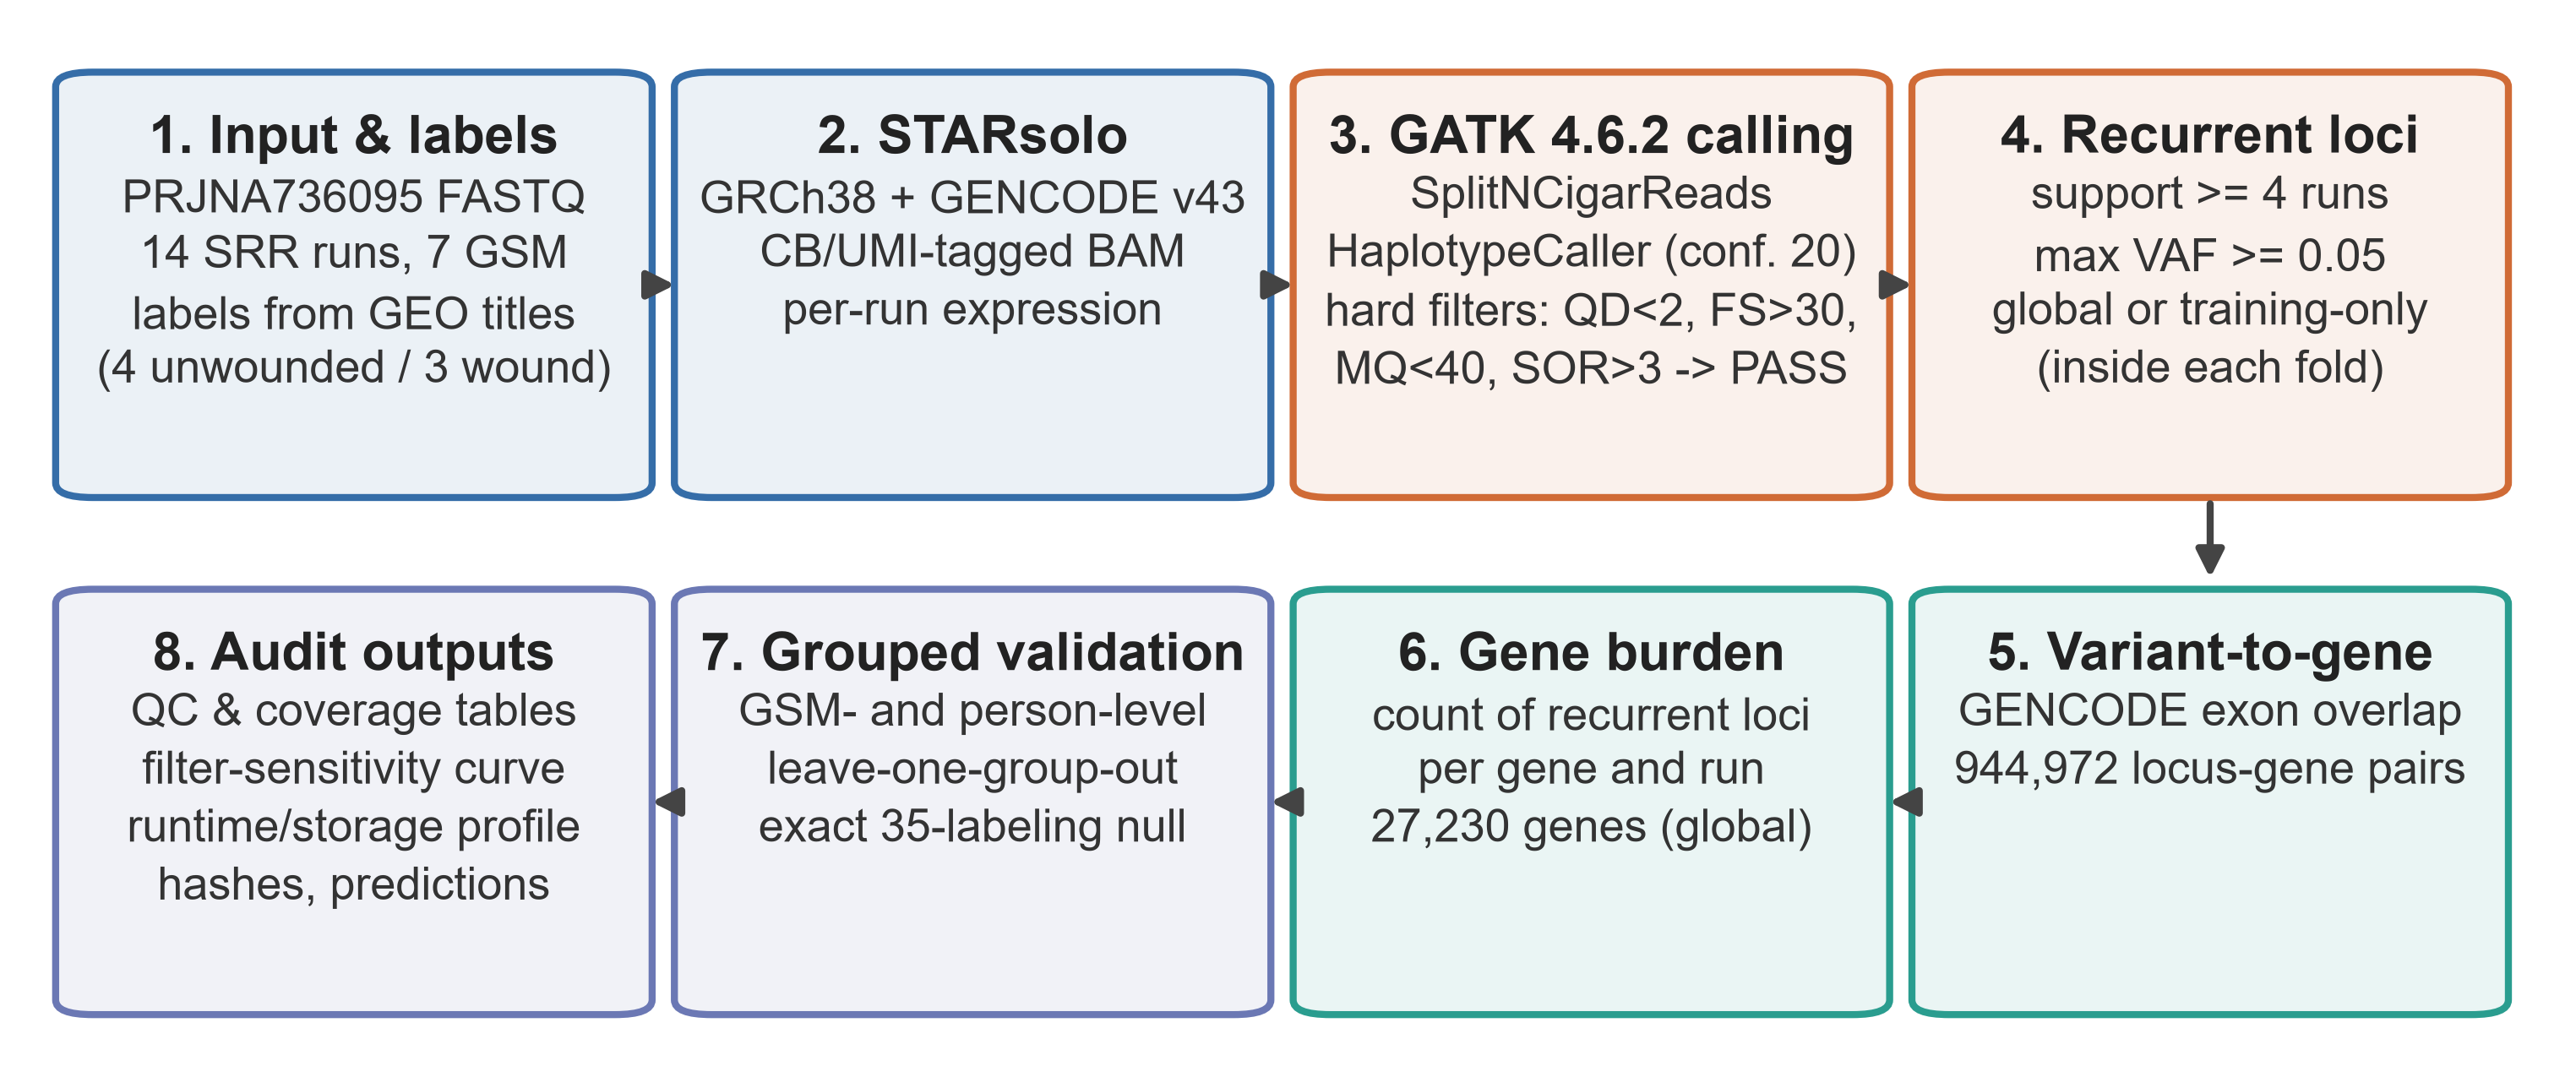 1. Input & labels
PRJNA736095 FASTQ
14 SRR runs, 7 GSM
labels from GEO titles
(4 unwounded / 3 wound)
2. STARsolo
GRCh38 + GENCODE v43
CB/UMI-tagged BAM
per-run expression
3. GATK 4.6.2 calling
SplitNCigarReads
HaplotypeCaller (conf. 20)
hard filters: QD<2, FS>30,
MQ<40, SOR>3 -> PASS
4. Recurrent loci
support >= 4 runs
max VAF >= 0.05
global or training-only
(inside each fold)
5. Variant-to-gene
GENCODE exon overlap
944,972 locus-gene pairs
6. Gene burden
count of recurrent loci
per gene and run
27,230 genes (global)
7. Grouped validation
GSM- and person-level
leave-one-group-out
exact 35-labeling null
8. Audit outputs
QC & coverage tables
filter-sensitivity curve
runtime/storage profile
hashes, predictions